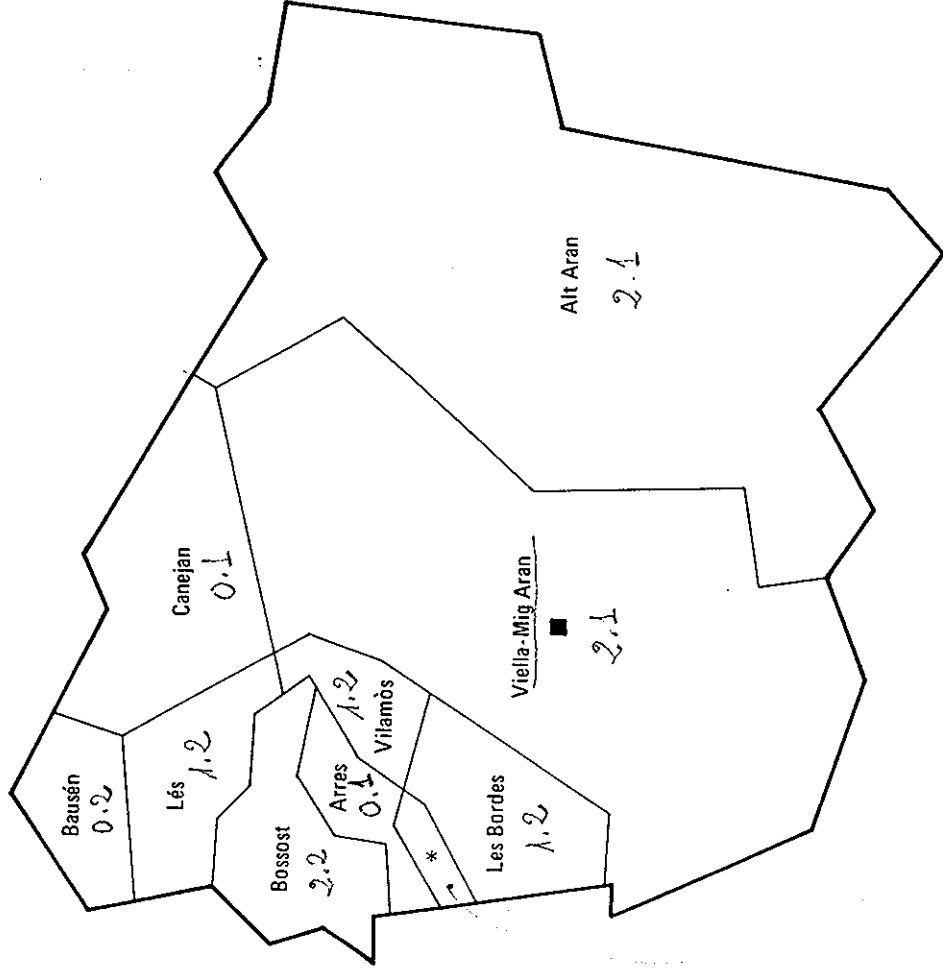 Bausén
0.2
Lés
1.2
Canejan
0.1
Bossost
2.2
Arres
0.1
1.2
Vilamòs
*
Les Bordes
1.2
Viella-Mig Aran
2.1
Alt Aran
2.1